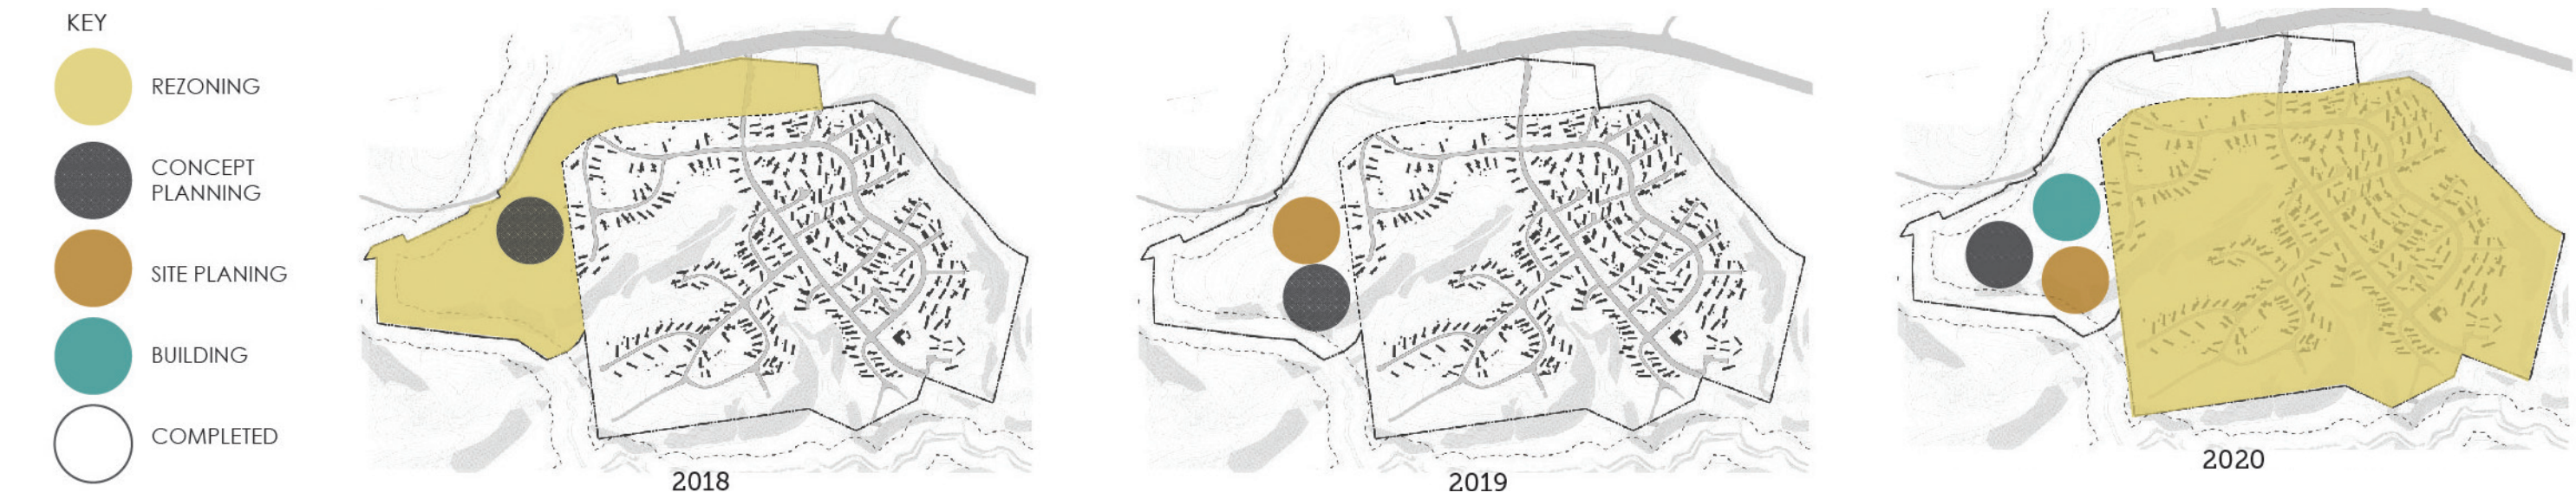 KEY
REZONING
CONCEPT
PLANNING
SITE PLANING
BUILDING
COMPLETED
2018
2019
2020